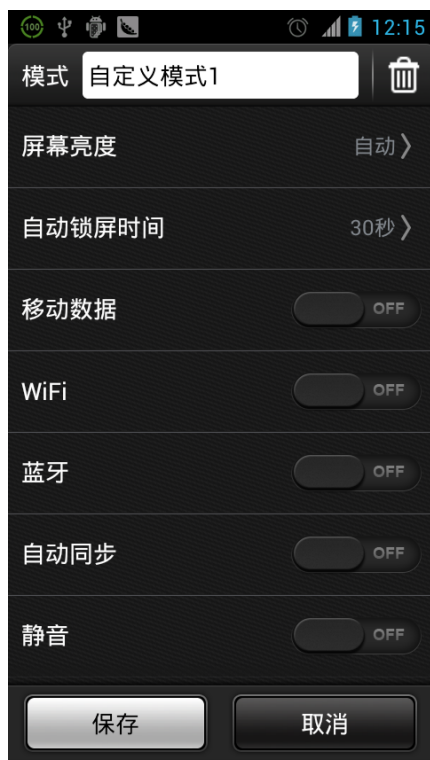 100 12:15
模式 自定义模式1
屏幕亮度 自动
自动锁屏时间 30秒
移动数据 OFF
WiFi OFF
蓝牙 OFF
自动同步 OFF
静音 OFF
保存 取消